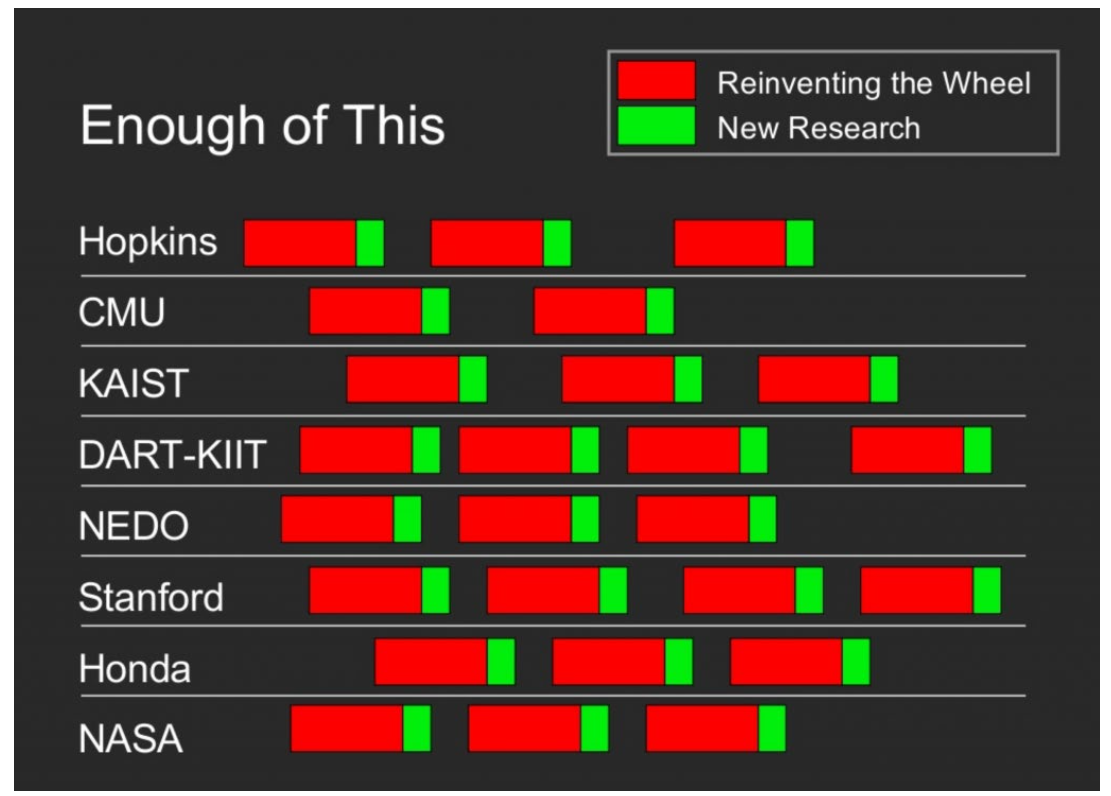 Reinventing the Wheel
New Research
Enough of This
Hopkins
CMU
KAIST
DART-KIIT
NEDO
Stanford
Honda
NASA